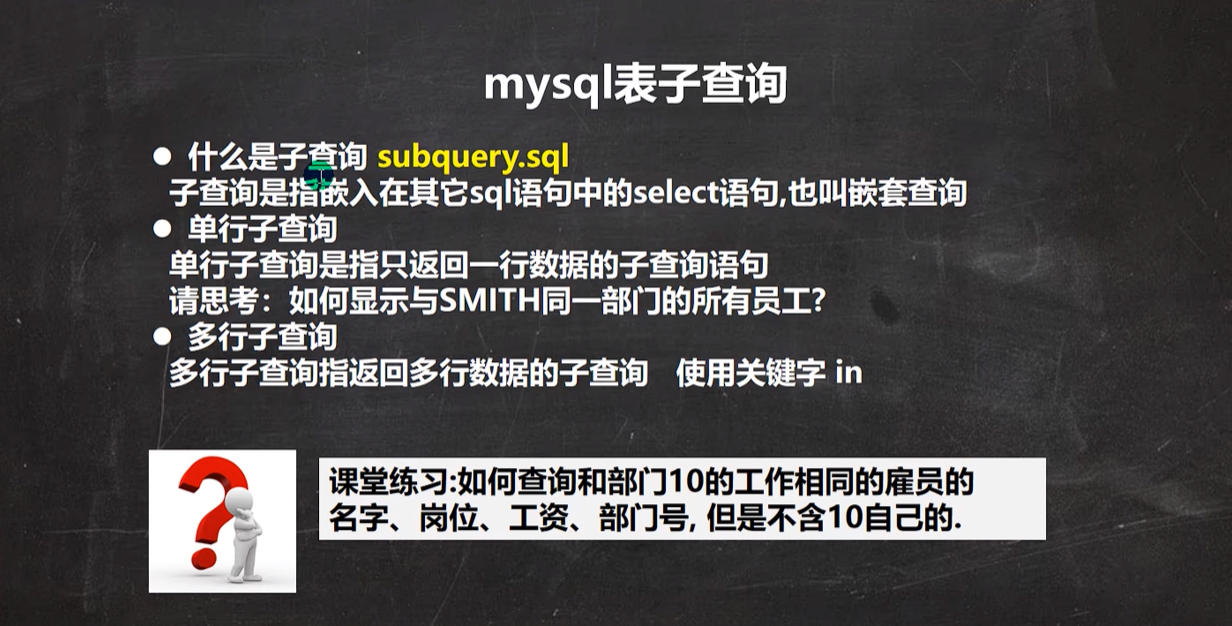 mysql表子查询
● 什么是子查询 subquery.sql
子查询是指嵌入在其它sql语句中的select语句,也叫嵌套查询
● 单行子查询
单行子查询是指只返回一行数据的子查询语句
请思考：如何显示与SMITH同一部门的所有员工?
● 多行子查询
多行子查询指返回多行数据的子查询 使用关键字 in
课堂练习:如何查询和部门10的工作相同的雇员的
名字、岗位、工资、部门号, 但是不含10自己的.